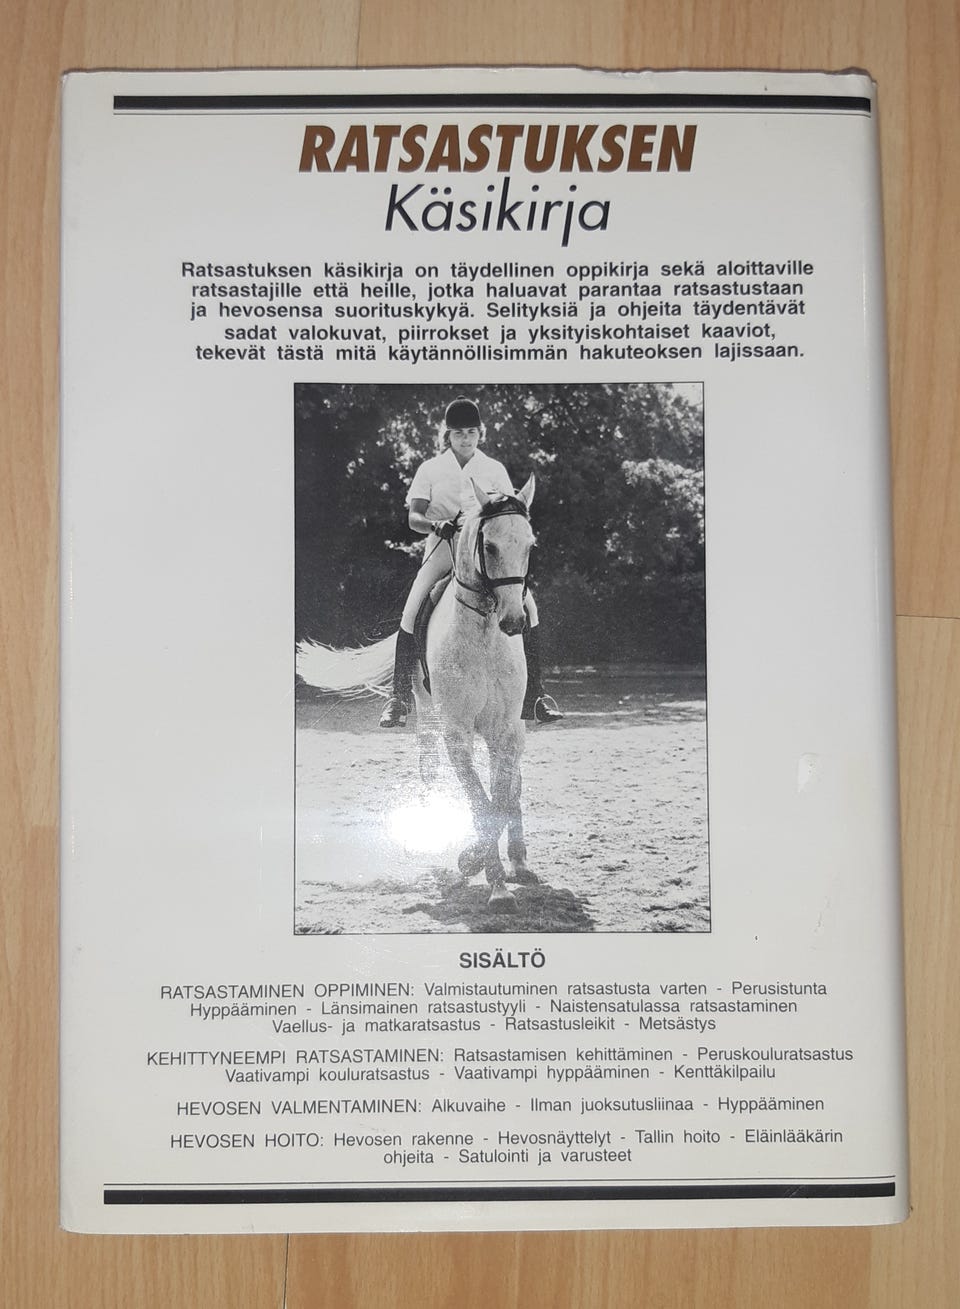 RATSASTUKSEN
Käsikirja
Ratsastuksen käsikirja on täydellinen oppikirja sekä aloittaville
ratsastajille että heille, jotka haluavat parantaa ratsastustaan
ja hevosensa suorituskykyä. Selityksiä ja ohjeita täydentävät
sadat valokuvat, piirrokset ja yksityiskohtaiset kaaviot,
tekevät tästä mitä käytännöllisimmän hakuteoksen lajissaan.
SISÄLTÖ
RATSASTAMINEN OPPIMINEN: Valmistautuminen ratsastusta varten - Perusistunta
Hyppääminen - Länsimainen ratsastustyyli - Naistensatulassa ratsastaminen
Vaellus- ja matkaratsastus - Ratsastusleikit - Metsästys
KEHITTYNEEMPI RATSASTAMINEN: Ratsastamisen kehittäminen - Peruskouluratsastus
Vaativampi kouluratsastus - Vaativampi hyppääminen - Kenttäkilpailu
HEVOSEN VALMENTAMINEN: Alkuvaihe - Ilman juoksutusliinaa - Hyppääminen
HEVOSEN HOITO: Hevosen rakenne - Hevosnäyttelyt - Tallin hoito - Eläinlääkärin
ohjeita - Satulointi ja varusteet